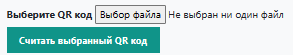 Выберите QR код Выбор файла Не выбран ни один файл
Считать выбранный QR код